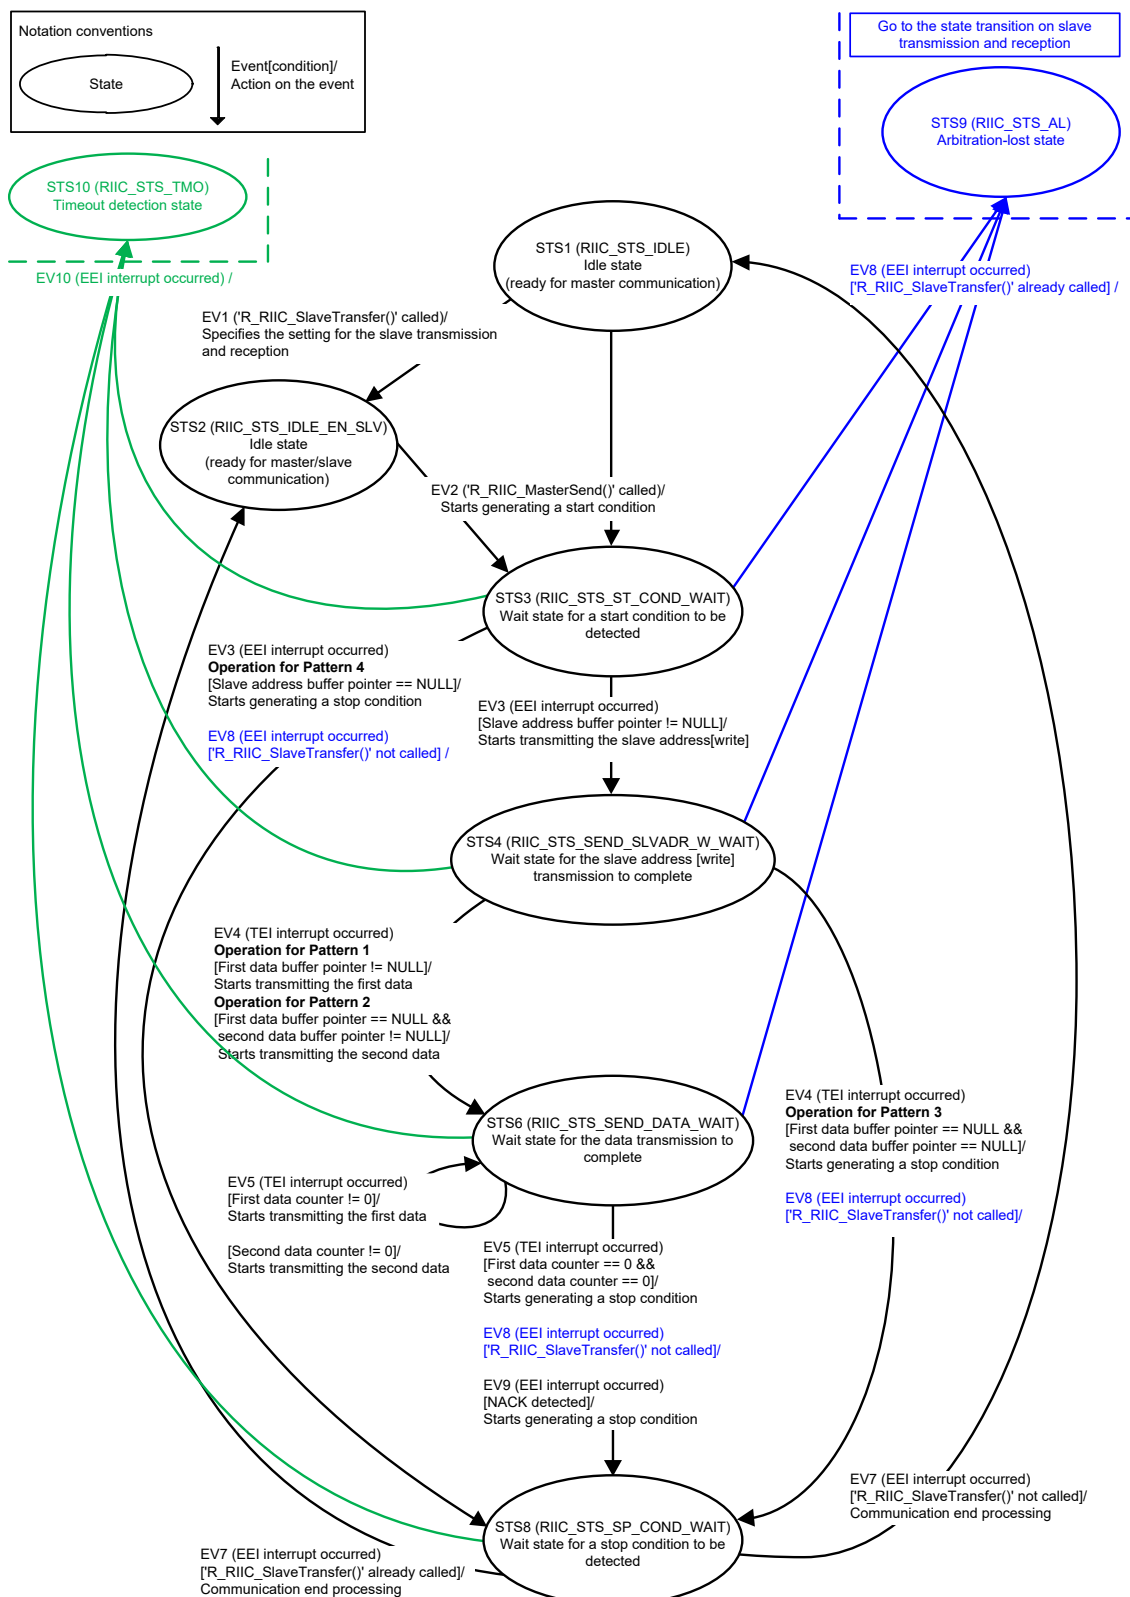 Notation conventions
State
Event[condition]/
Action on the event
Go to the state transition on slave
transmission and reception
STS9 (RIIC_STS_AL)
Arbitration-lost state
STS10 (RIIC_STS_TMO)
Timeout detection state
EV10 (EEI interrupt occurred) /
STS1 (RIIC_STS_IDLE)
Idle state
(ready for master communication)
EV8 (EEI interrupt occurred)
['R_RIIC_SlaveTransfer()' already called] /
EV1 ('R_RIIC_SlaveTransfer()' called)/
Specifies the setting for the slave transmission
and reception
STS2 (RIIC_STS_IDLE_EN_SLV)
Idle state
(ready for master/slave
communication)
EV2 ('R_RIIC_MasterSend()' called)/
Starts generating a start condition
STS3 (RIIC_STS_ST_COND_WAIT)
Wait state for a start condition to be
detected
EV3 (EEI interrupt occurred)
Operation for Pattern 4
[Slave address buffer pointer == NULL]/
Starts generating a stop condition
EV8 (EEI interrupt occurred)
['R_RIIC_SlaveTransfer()' not called] /
EV3 (EEI interrupt occurred)
[Slave address buffer pointer != NULL]/
Starts transmitting the slave address[write]
STS4 (RIIC_STS_SEND_SLVADR_W_WAIT)
Wait state for the slave address [write]
transmission to complete
EV4 (TEI interrupt occurred)
Operation for Pattern 1
[First data buffer pointer != NULL]/
Starts transmitting the first data
Operation for Pattern 2
[First data buffer pointer == NULL &&
second data buffer pointer != NULL]/
Starts transmitting the second data
EV4 (TEI interrupt occurred)
Operation for Pattern 3
[First data buffer pointer == NULL &&
second data buffer pointer == NULL]/
Starts generating a stop condition
EV8 (EEI interrupt occurred)
['R_RIIC_SlaveTransfer()' not called]/
STS6 (RIIC_STS_SEND_DATA_WAIT)
Wait state for the data transmission to
complete
EV5 (TEI interrupt occurred)
[First data counter != 0]/
Starts transmitting the first data
[Second data counter != 0]/
Starts transmitting the second data
EV5 (TEI interrupt occurred)
[First data counter == 0 &&
second data counter == 0]/
Starts generating a stop condition
EV8 (EEI interrupt occurred)
['R_RIIC_SlaveTransfer()' not called]/
EV9 (EEI interrupt occurred)
[NACK detected]/
Starts generating a stop condition
EV7 (EEI interrupt occurred)
['R_RIIC_SlaveTransfer()' not called]/
Communication end processing
STS8 (RIIC_STS_SP_COND_WAIT)
Wait state for a stop condition to be
detected
EV7 (EEI interrupt occurred)
['R_RIIC_SlaveTransfer()' already called]/
Communication end processing